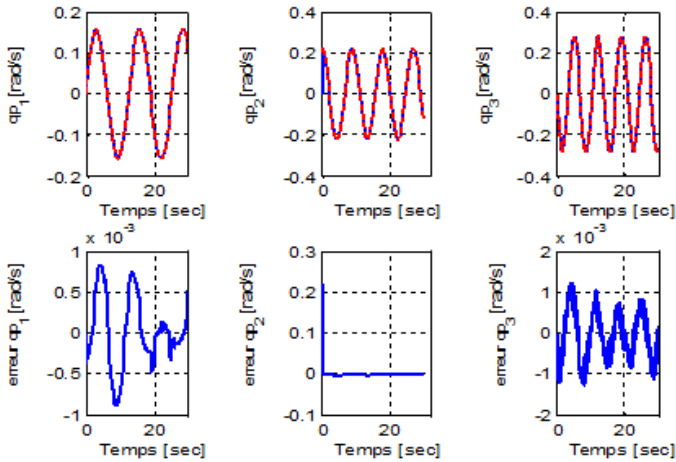 qp1 [rad/s]
0.2
0.1
0
-0.1
-0.2
0 20
Temps [sec]
qp2 [rad/s]
0.4
0.2
0
-0.2
-0.4
0 20
Temps [sec]
qp3 [rad/s]
0.4
0.2
0
-0.2
-0.4
0 20
Temps [sec]
x 10-3
erreur qp1 [rad/s]
1
0.5
0
-0.5
-1
0 20
Temps [sec]
erreur qp2 [rad/s]
0.3
0.2
0.1
0
-0.1
0 20
Temps [sec]
x 10-3
erreur qp3 [rad/s]
2
1
0
-1
-2
0 20
Temps [sec]